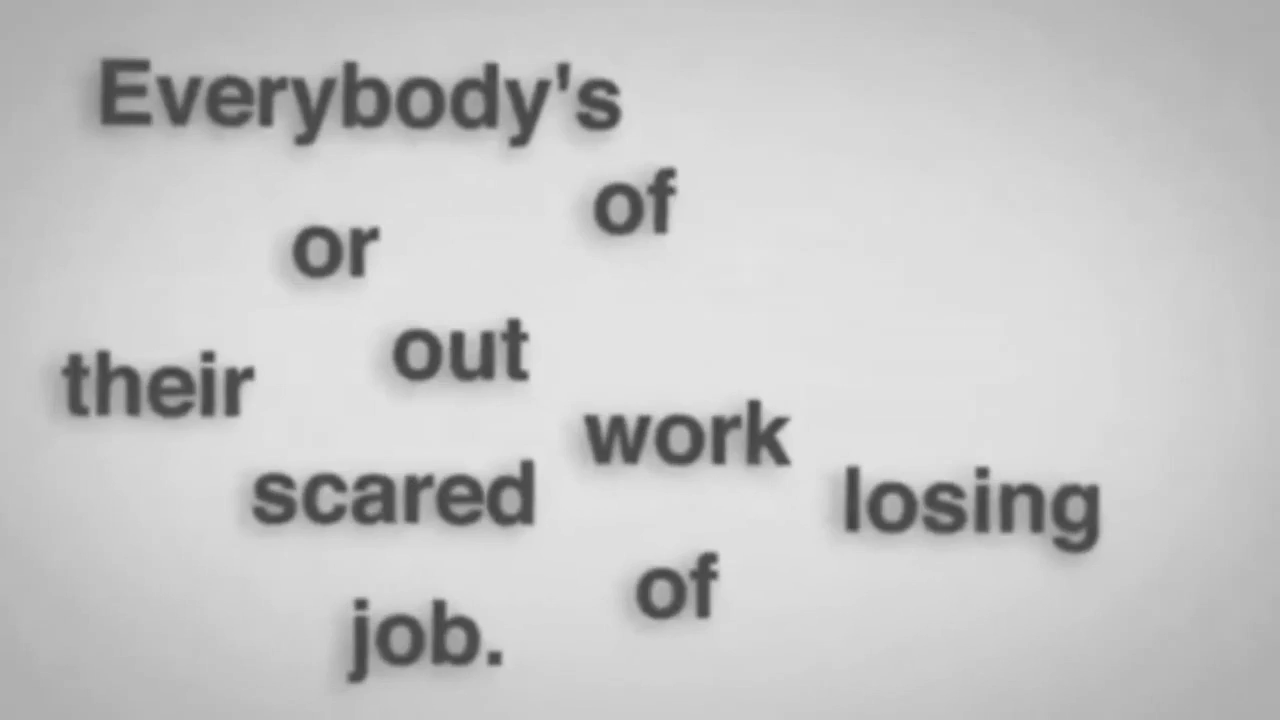 Everybody's
of
or
out
their
work
scared
losing
of
job.